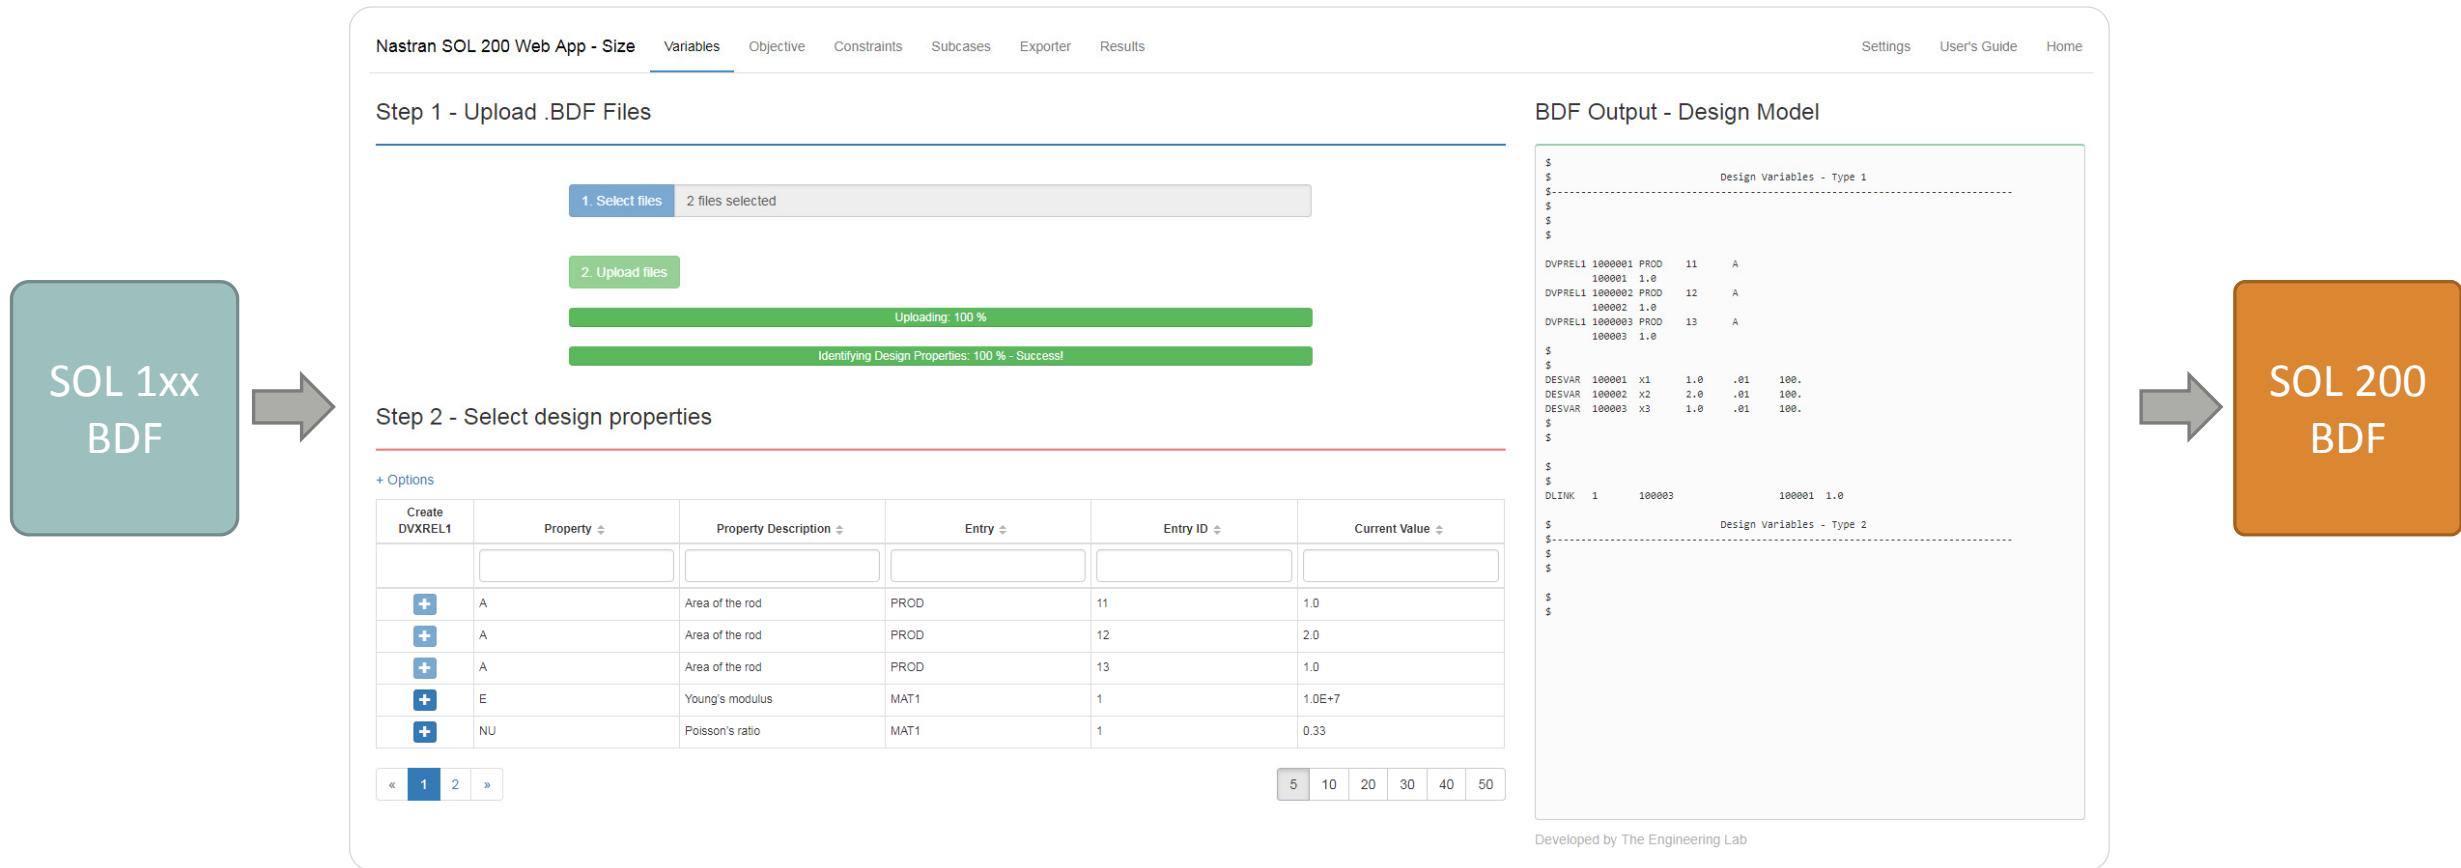 SOL 1xx
BDF
Nastran SOL 200 Web App - Size Variables Objective Constraints Subcases Exporter Results Settings User's Guide Home
Step 1 - Upload .BDF Files
1. Select files 2 files selected
2. Upload files
Uploading: 100 %
Identifying Design Properties: 100 % - Success!
Step 2 - Select design properties
+ Options
Create DVXREL1 Property Property Description Entry Entry ID Current Value
A Area of the rod PROD 11 1.0
A Area of the rod PROD 12 2.0
A Area of the rod PROD 13 1.0
E Young's modulus MAT1 1 1.0E+7
NU Poisson's ratio MAT1 1 0.33
« 1 2 » 5 10 20 30 40 50
BDF Output - Design Model
$
$ Design Variables - Type 1
$-------------------------------------------------------------------------------
$
$
$
DVPREL1 1000001 PROD 11 A
100001 1.0
DVPREL1 1000002 PROD 12 A
100002 1.0
DVPREL1 1000003 PROD 13 A
100003 1.0
$
$
DESVAR 100001 x1 1.0 .01 100.
DESVAR 100002 x2 2.0 .01 100.
DESVAR 100003 x3 1.0 .01 100.
$
$
$
$
DLINK 1 100003 100001 1.0
$ Design Variables - Type 2
$-------------------------------------------------------------------------------
$
$
$
$
Developed by The Engineering Lab
SOL 200
BDF